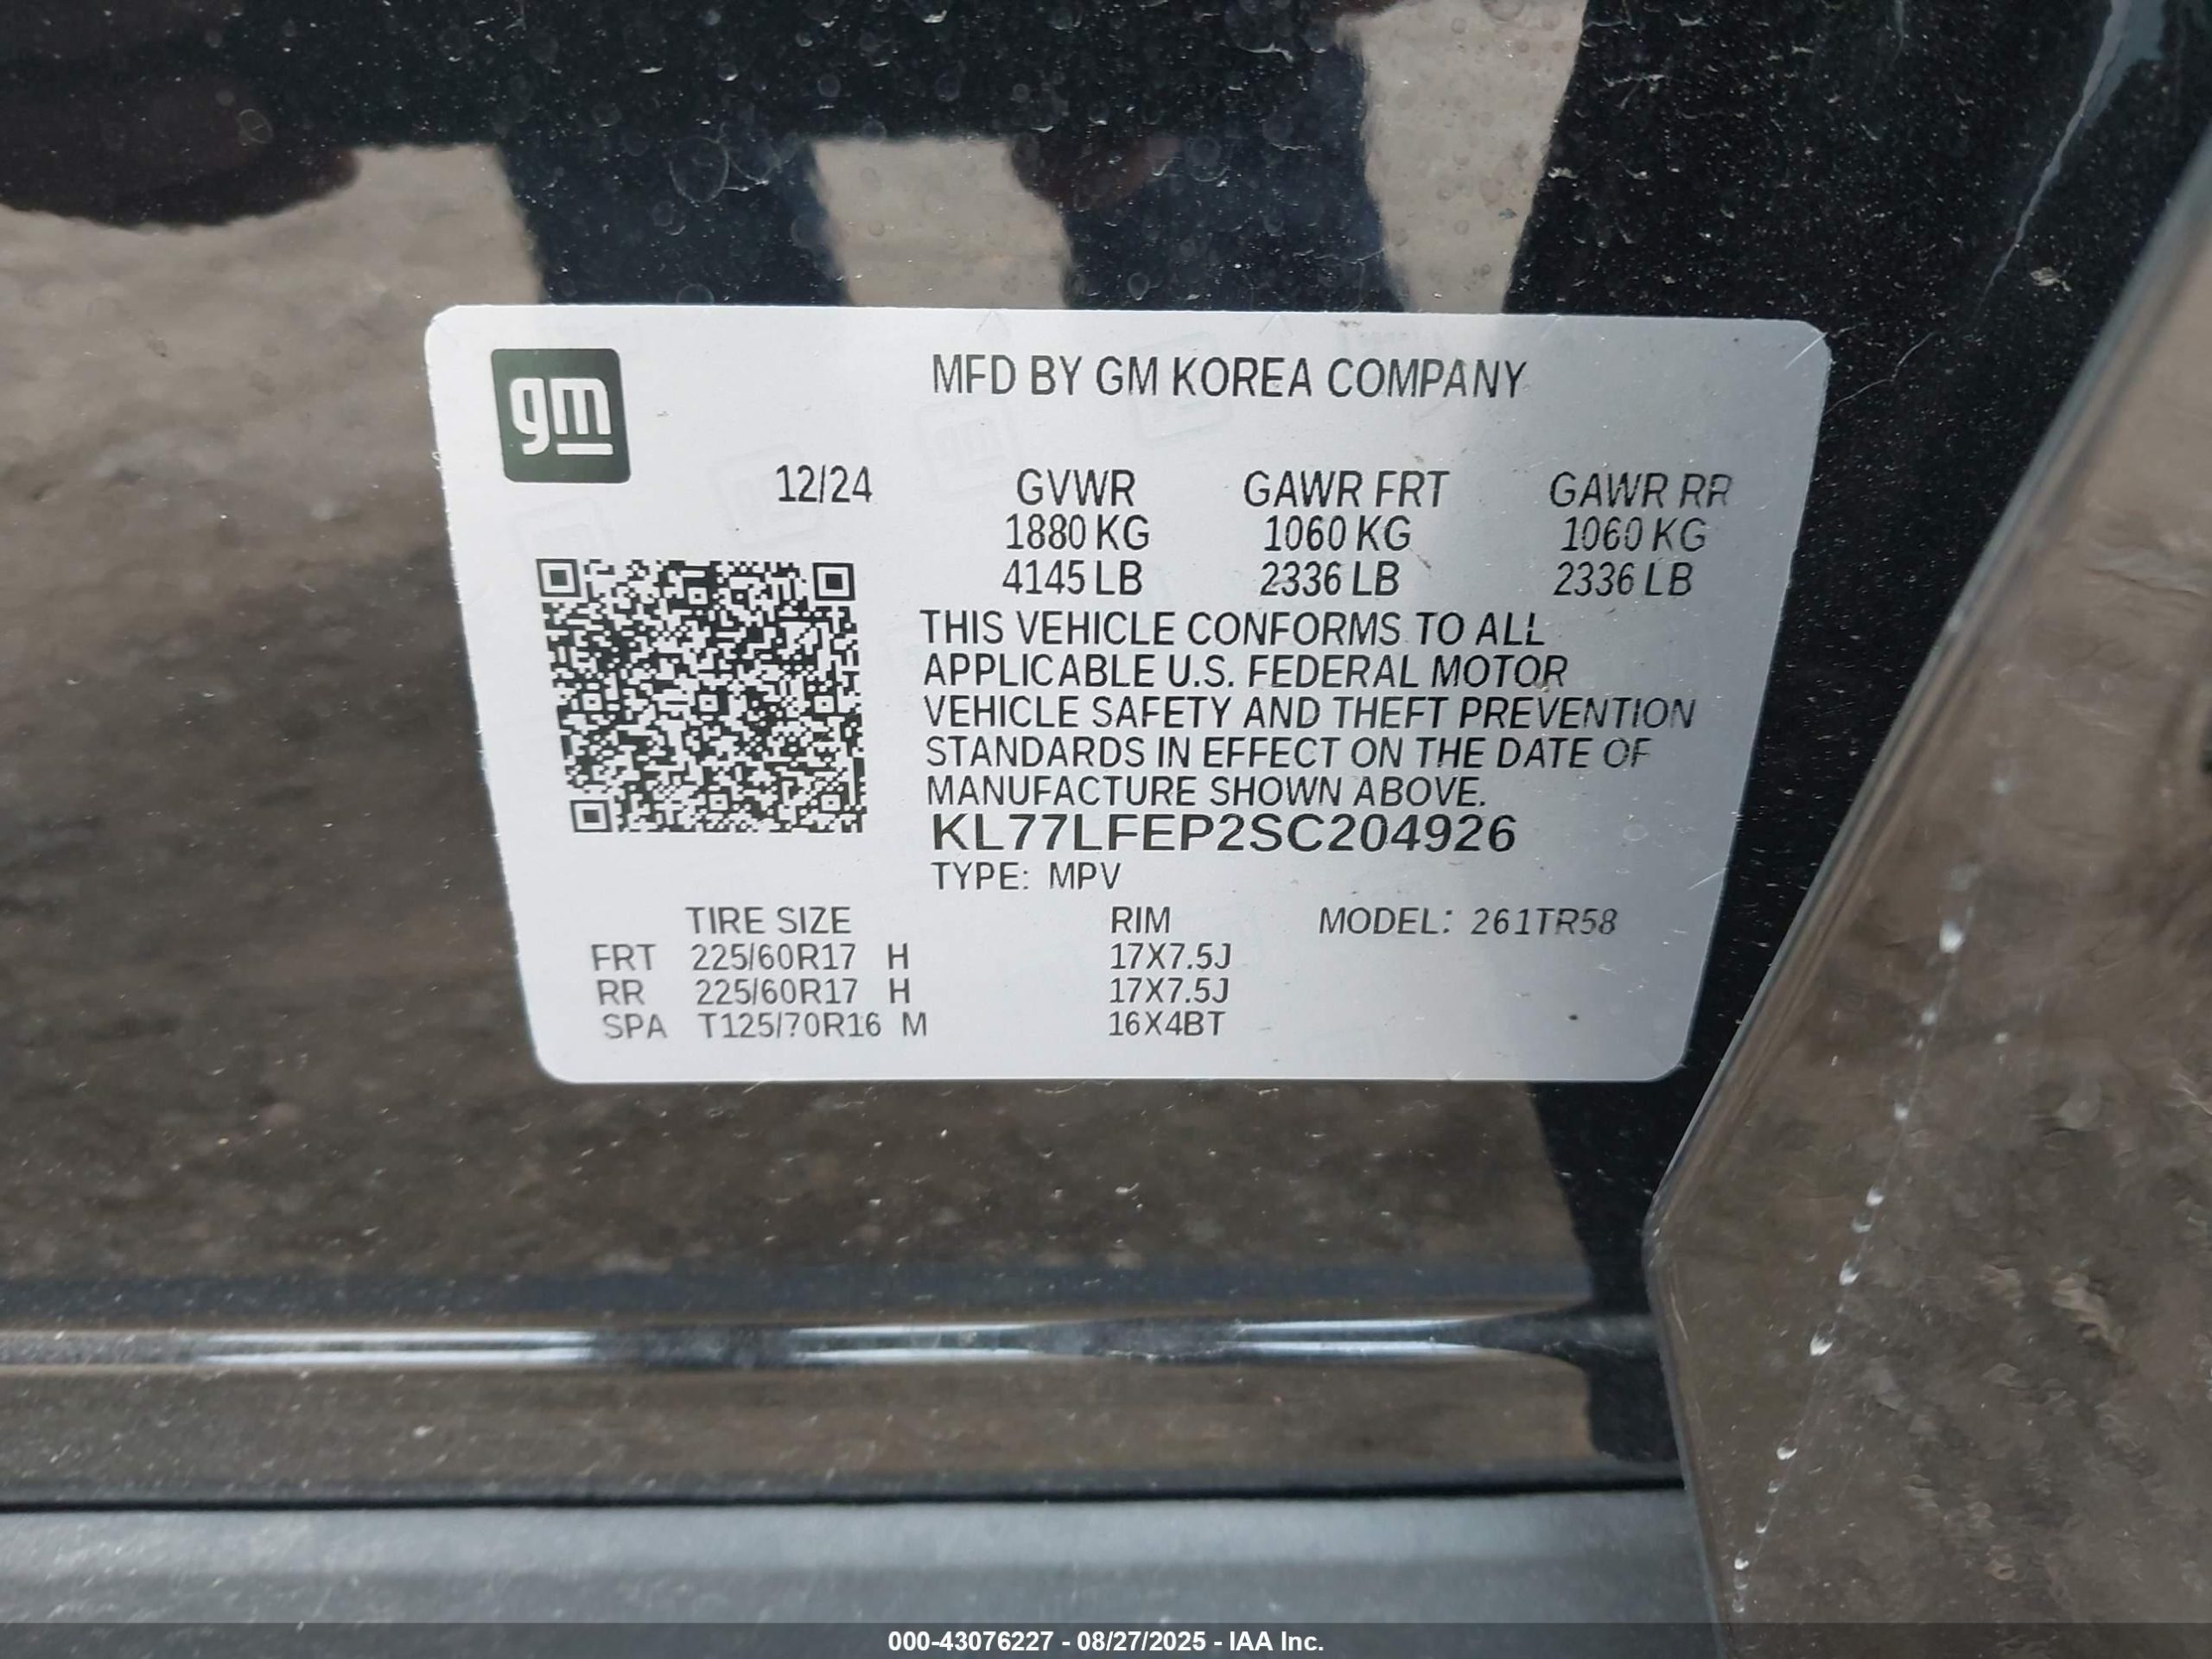 gm
MFD BY GM KOREA COMPANY
12/24 GVWR GAWR FRT GAWR RR
1880 KG 1060 KG 1060 KG
4145 LB 2336 LB 2336 LB
THIS VEHICLE CONFORMS TO ALL
APPLICABLE U.S. FEDERAL MOTOR
VEHICLE SAFETY AND THEFT PREVENTION
STANDARDS IN EFFECT ON THE DATE OF
MANUFACTURE SHOWN ABOVE.
KL77LFEP2SC204926
TYPE: MPV
TIRE SIZE RIM MODEL: 261TR58
FRT 225/60R17 H 17X7.5J
RR 225/60R17 H 17X7.5J
SPA T125/70R16 M 16X4BT
000-43076227 - 08/27/2025 - IAA Inc.